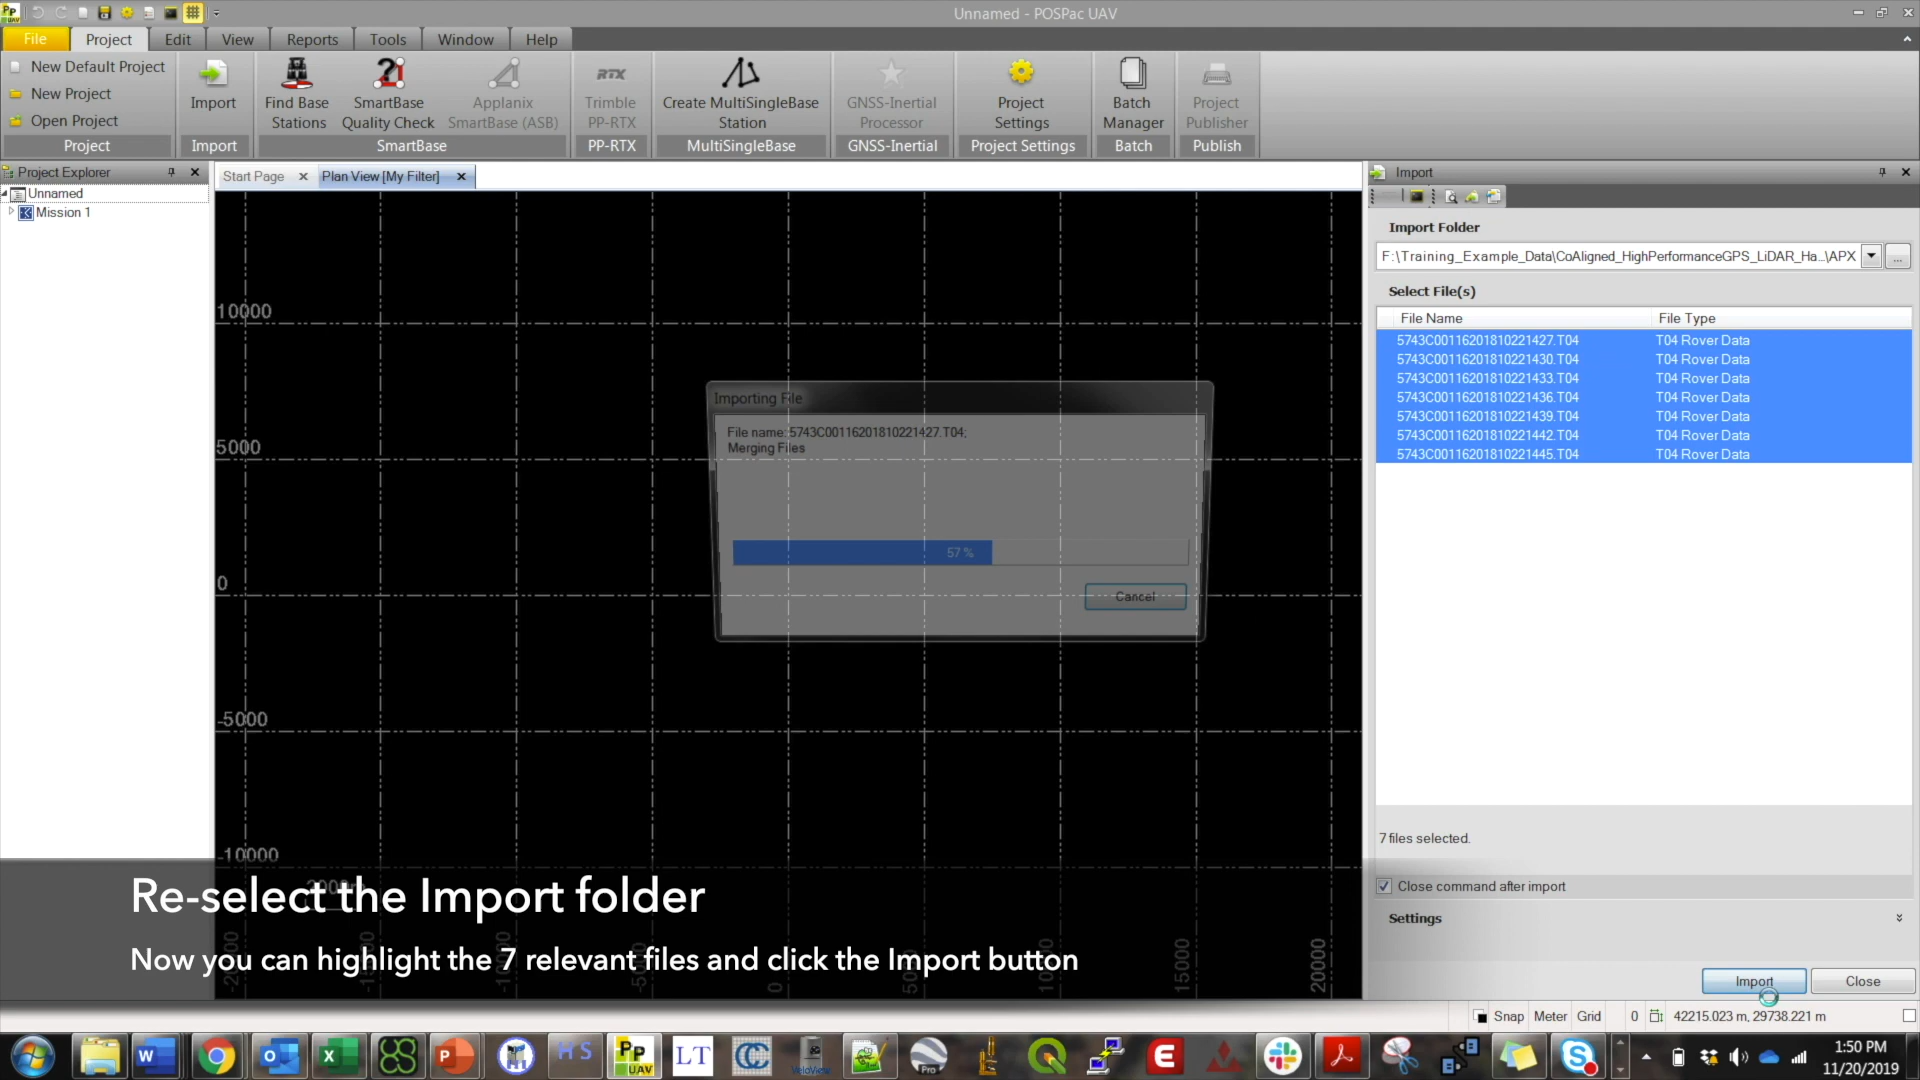 Unnamed - POSPac UAV
File Project Edit View Reports Tools Window Help
New Default Project
New Project
Open Project
Project
Import
Import
Find Base Stations
SmartBase Quality Check
Applanix SmartBase (ASB)
SmartBase
RTX
Trimble PP-RTX
PP-RTX
Create MultiSingleBase Station
MultiSingleBase
GNSS-Inertial Processor
GNSS-Inertial
Project Settings
Project Settings
Batch Manager
Batch
Project Publisher
Publish
Project Explorer
Unnamed
Mission 1
Start Page
Plan View [My Filter]
10000
5000
0
-5000
-10000
Importing File
File name: 5743C00116201810221427.T04;
Merging Files
57 %
Cancel
Import
Import Folder
F:\Training_Example_Data\CoAligned_HighPerformanceGPS_LiDAR_Ha...\APX
...
Select File(s)
File Name File Type
5743C00116201810221427.T04 T04 Rover Data
5743C00116201810221430.T04 T04 Rover Data
5743C00116201810221433.T04 T04 Rover Data
5743C00116201810221436.T04 T04 Rover Data
5743C00116201810221439.T04 T04 Rover Data
5743C00116201810221442.T04 T04 Rover Data
5743C00116201810221445.T04 T04 Rover Data
7 files selected.
Close command after import
Settings
Import Close
Re-select the Import folder
Now you can highlight the 7 relevant files and click the Import button
0
15000
20000
Snap Meter Grid 0 42215.023 m, 29738.221 m
1:50 PM
11/20/2019